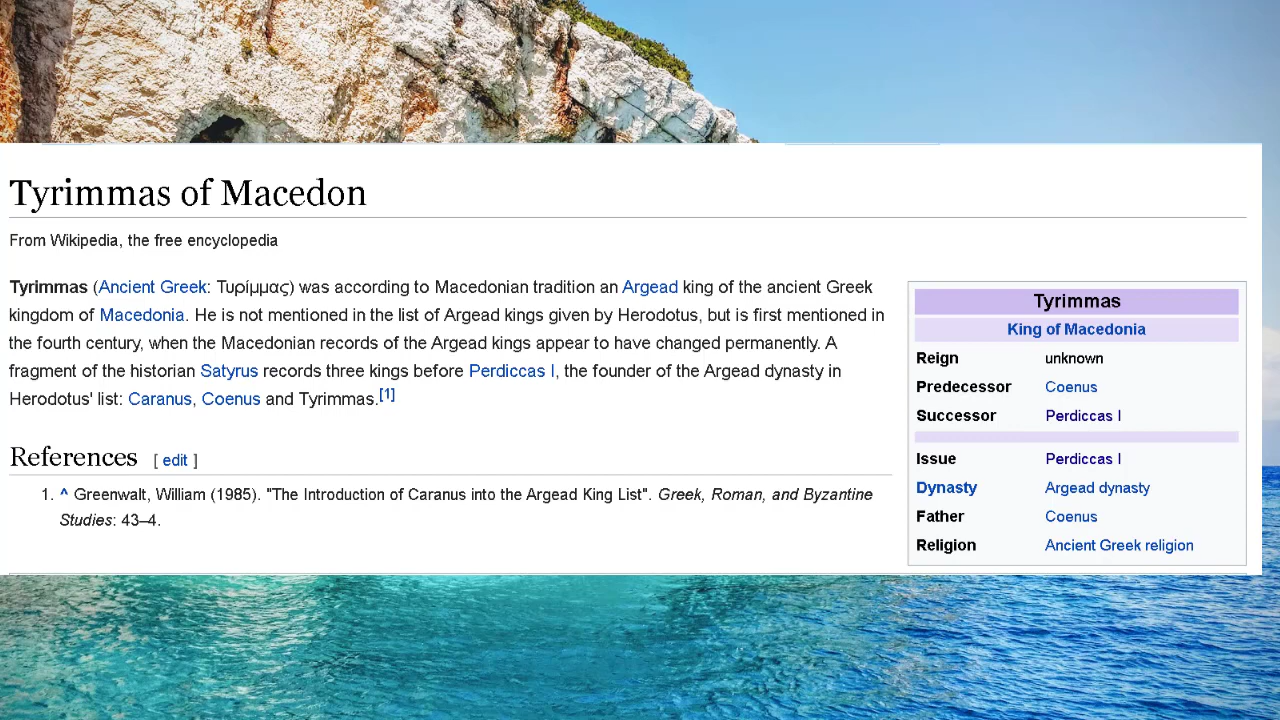 Tyrimmas of Macedon
From Wikipedia, the free encyclopedia
Tyrimmas (Ancient Greek: Τυρίμμας) was according to Macedonian tradition an Argead king of the ancient Greek
kingdom of Macedonia. He is not mentioned in the list of Argead kings given by Herodotus, but is first mentioned in
the fourth century, when the Macedonian records of the Argead kings appear to have changed permanently. A
fragment of the historian Satyrus records three kings before Perdiccas I, the founder of the Argead dynasty in
Herodotus' list: Caranus, Coenus and Tyrimmas.[1]
References [ edit ]
1. ^ Greenwalt, William (1985). "The Introduction of Caranus into the Argead King List". Greek, Roman, and Byzantine
Studies: 43–4.
Tyrimmas
King of Macedonia
Reign unknown
Predecessor Coenus
Successor Perdiccas I
Issue Perdiccas I
Dynasty Argead dynasty
Father Coenus
Religion Ancient Greek religion